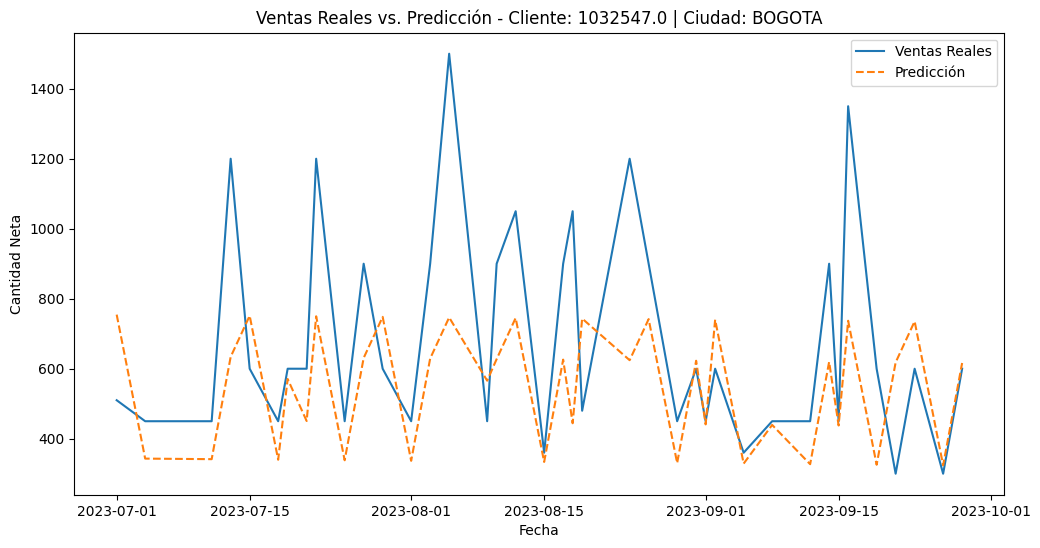 Ventas Reales vs. Predicción - Cliente: 1032547.0 | Ciudad: BOGOTA
Ventas Reales
Predicción
Cantidad Neta
1400
1200
1000
800
600
400
2023-07-01
2023-07-15
2023-08-01
2023-08-15
2023-09-01
2023-09-15
2023-10-01
Fecha